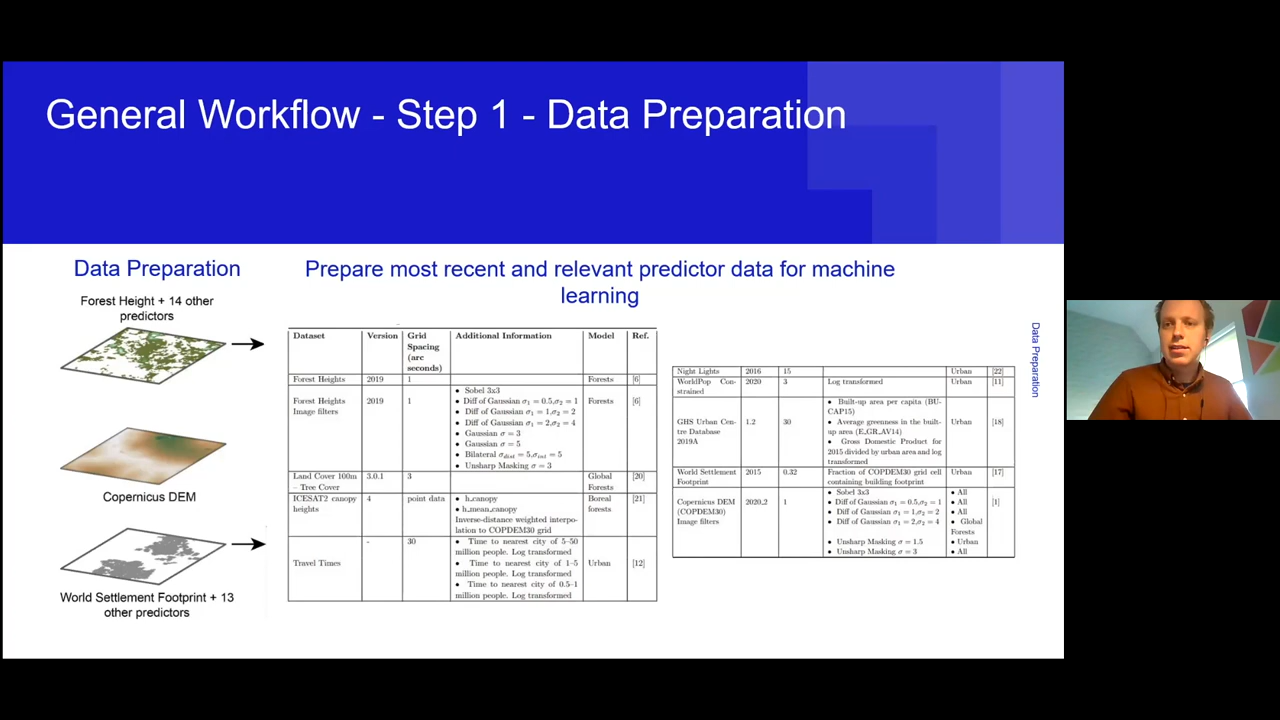 General Workflow - Step 1 - Data Preparation
Data Preparation
Forest Height + 14 other
predictors
Copernicus DEM
World Settlement Footprint + 13
other predictors
Prepare most recent and relevant predictor data for machine
learning
Dataset Version Grid Spacing (arc seconds) Additional Information Model Ref.
Forest Heights 2019 1 Forests [6]
Forest Heights Image filters 2019 1 Forests [6]
• Sobel 3x3
• Diff of Gaussian σ1 = 0.5,σ2 = 1
• Diff of Gaussian σ1 = 1,σ2 = 2
• Diff of Gaussian σ1 = 2,σ2 = 4
• Gaussian σ = 3
• Gaussian σ = 5
• Bilateral σdist = 5,σint = 5
• Unsharp Masking σ = 3
Land Cover 100m – Tree Cover 3.0.1 3 Global Forests [20]
ICESAT2 canopy heights 4 point data Boreal forests [21]
• h_canopy
• h_mean_canopy
Inverse-distance weighted interpo-
lation to COPDEM30 grid
Travel Times - 30 Urban [12]
• Time to nearest city of 5–50
million people. Log transformed
• Time to nearest city of 1–5
million people. Log transformed
• Time to nearest city of 0.5–1
million people. Log transformed
Night Lights 2016 15 Urban [22]
WorldPop Con-
strained 2020 3 Log transformed Urban [11]
GHS Urban Cen-
tre Database
2019A 1.2 30 Urban [18]
• Built-up area per capita (BU-
CAP15)
• Average greenness in the built-
up area (E_GR_AV14)
• Gross Domestic Product for
2015 divided by urban area and log
transformed
World Settlement Footprint 2015 0.32 Urban [17]
Fraction of COPDEM30 grid cell
containing building footprint
Copernicus DEM
(COPDEM30)
Image filters 2020_2 1 [1]
• Sobel 3x3 • All
• Diff of Gaussian σ1 = 0.5,σ2 = 1 • All
• Diff of Gaussian σ1 = 1,σ2 = 2 • All
• Diff of Gaussian σ1 = 2,σ2 = 4 • Global Forests
• Unsharp Masking σ = 1.5 • Urban
• Unsharp Masking σ = 3 • All
Data Preparation